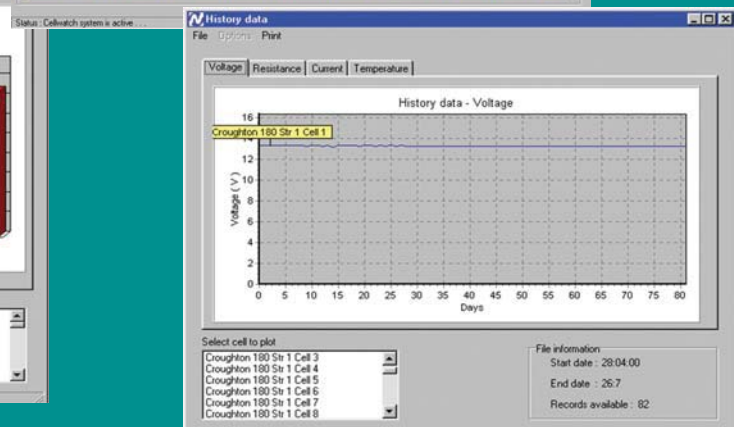 Status : Cellwatch system is active . . .
History data
File Options Print
Voltage Resistance Current Temperature
History data - Voltage
Croughton 180 Str 1 Cell 1
Voltage ( V )
16
12
10
8
6
4
2
0
0 5 10 15 20 25 30 35 40 45 50 55 60 65 70 75 80
Days
Select cell to plot
Croughton 180 Str 1 Cell 3
Croughton 180 Str 1 Cell 4
Croughton 180 Str 1 Cell 5
Croughton 180 Str 1 Cell 6
Croughton 180 Str 1 Cell 7
Croughton 180 Str 1 Cell 8
File information
Start date : 28:04:00
End date : 26:7
Records available : 82